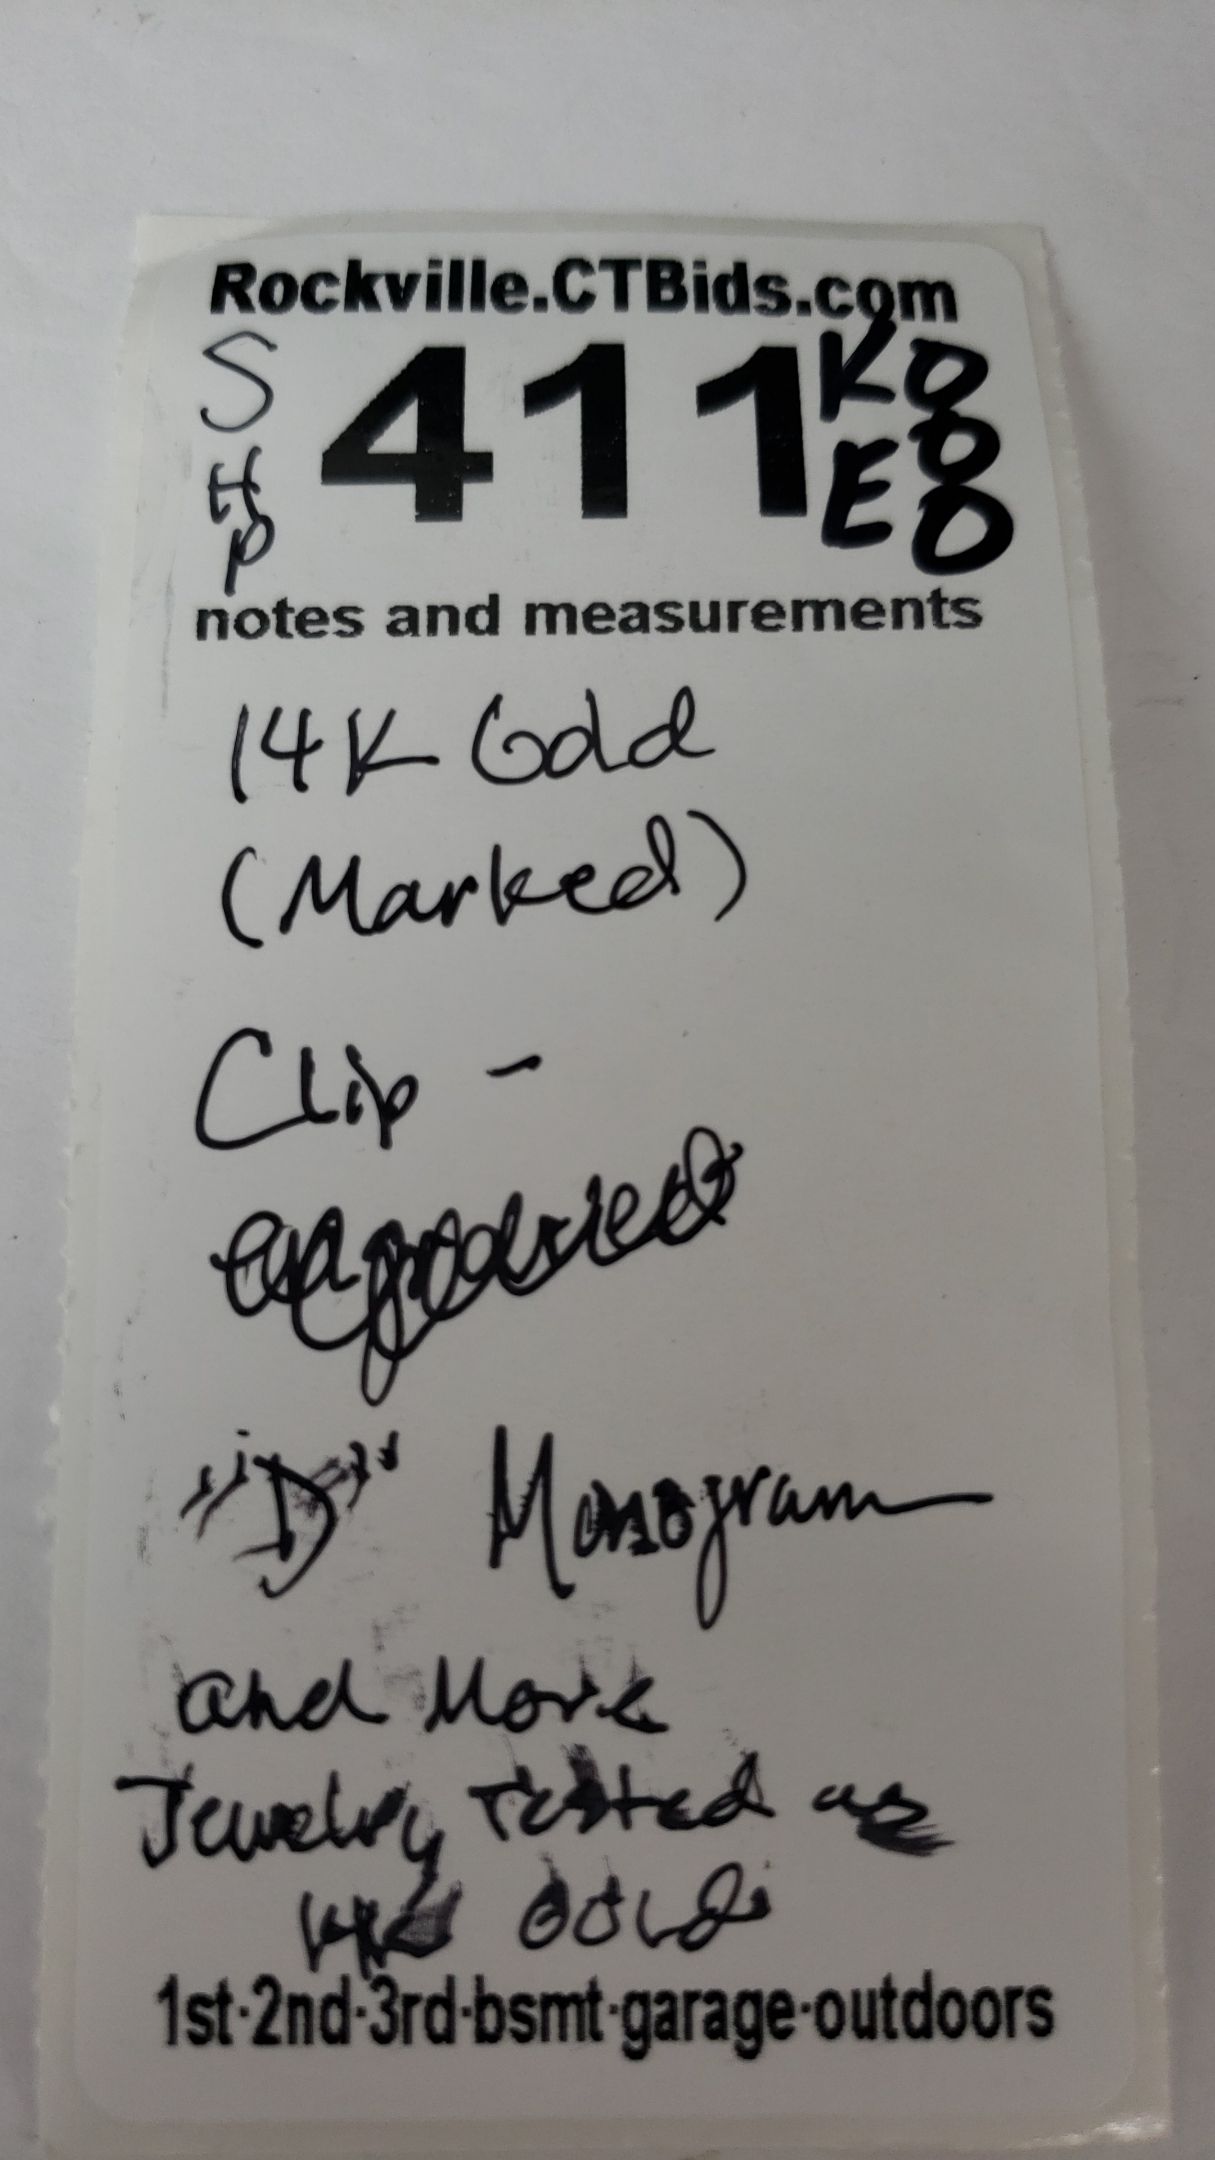 Rockville.CTBids.com
S H p
411
KO
O
EO
notes and measurements
14K Gold
(Marked)
Clip -
"D" Monogram
and More
Jewelry Tested as
Gold
1st·2nd·3rd·bsmt·garage·outdoors